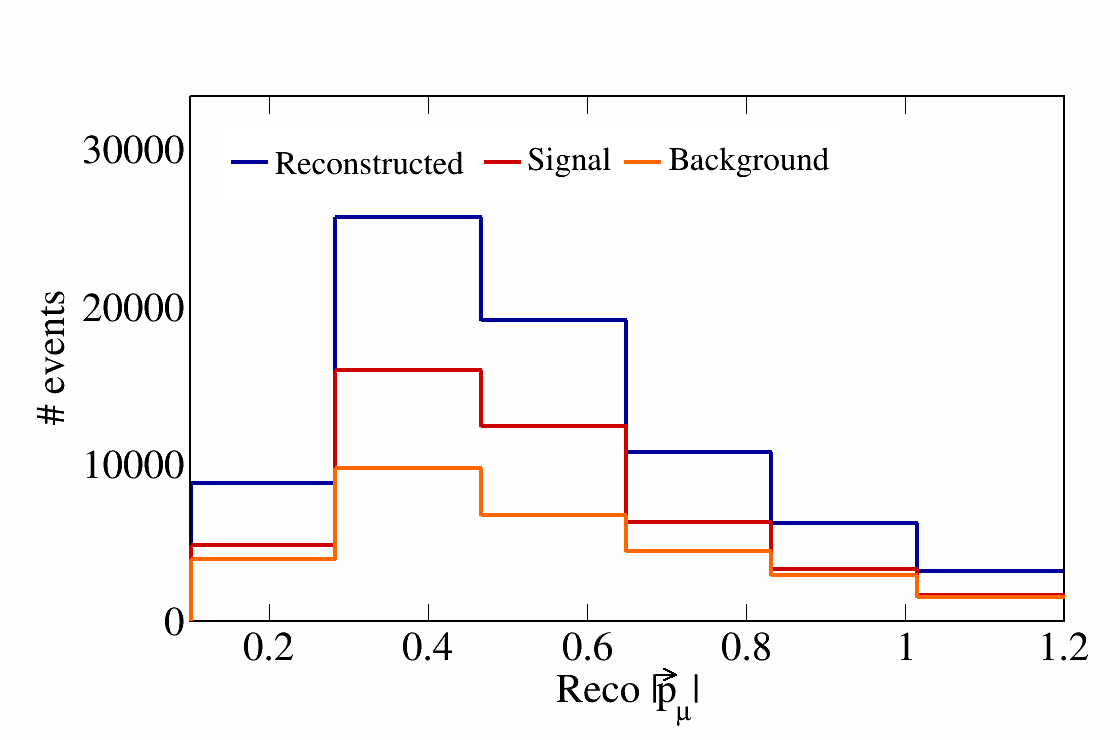 30000
20000
10000
0
# events
Reconstructed Signal Background
0.2 0.4 0.6 0.8 1 1.2
Reco |p⃗μ|